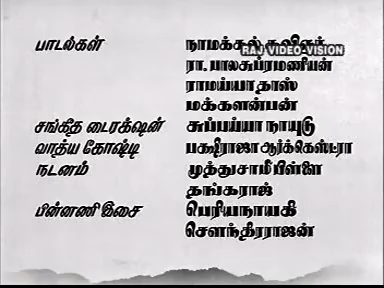 பாடல்கள் நாமக்கல் கவிஞர்
RAJ VIDEO VISION
ரா. பாலசுப்ரமணியன்
ராமய்யாதாஸ்
மக்களன்பன்
சங்கீத டைரக்‌ஷன் சுப்பய்யா நாயுடு
வாத்ய கோஷ்டி பக்ஷிராஜா ஆர்க்கெஸ்ட்ரா
நடனம் முத்துசாமி பிள்ளை
தங்கராஜ்
பின்னணி இசை பெரியநாயகி
சௌந்திரராஜன்